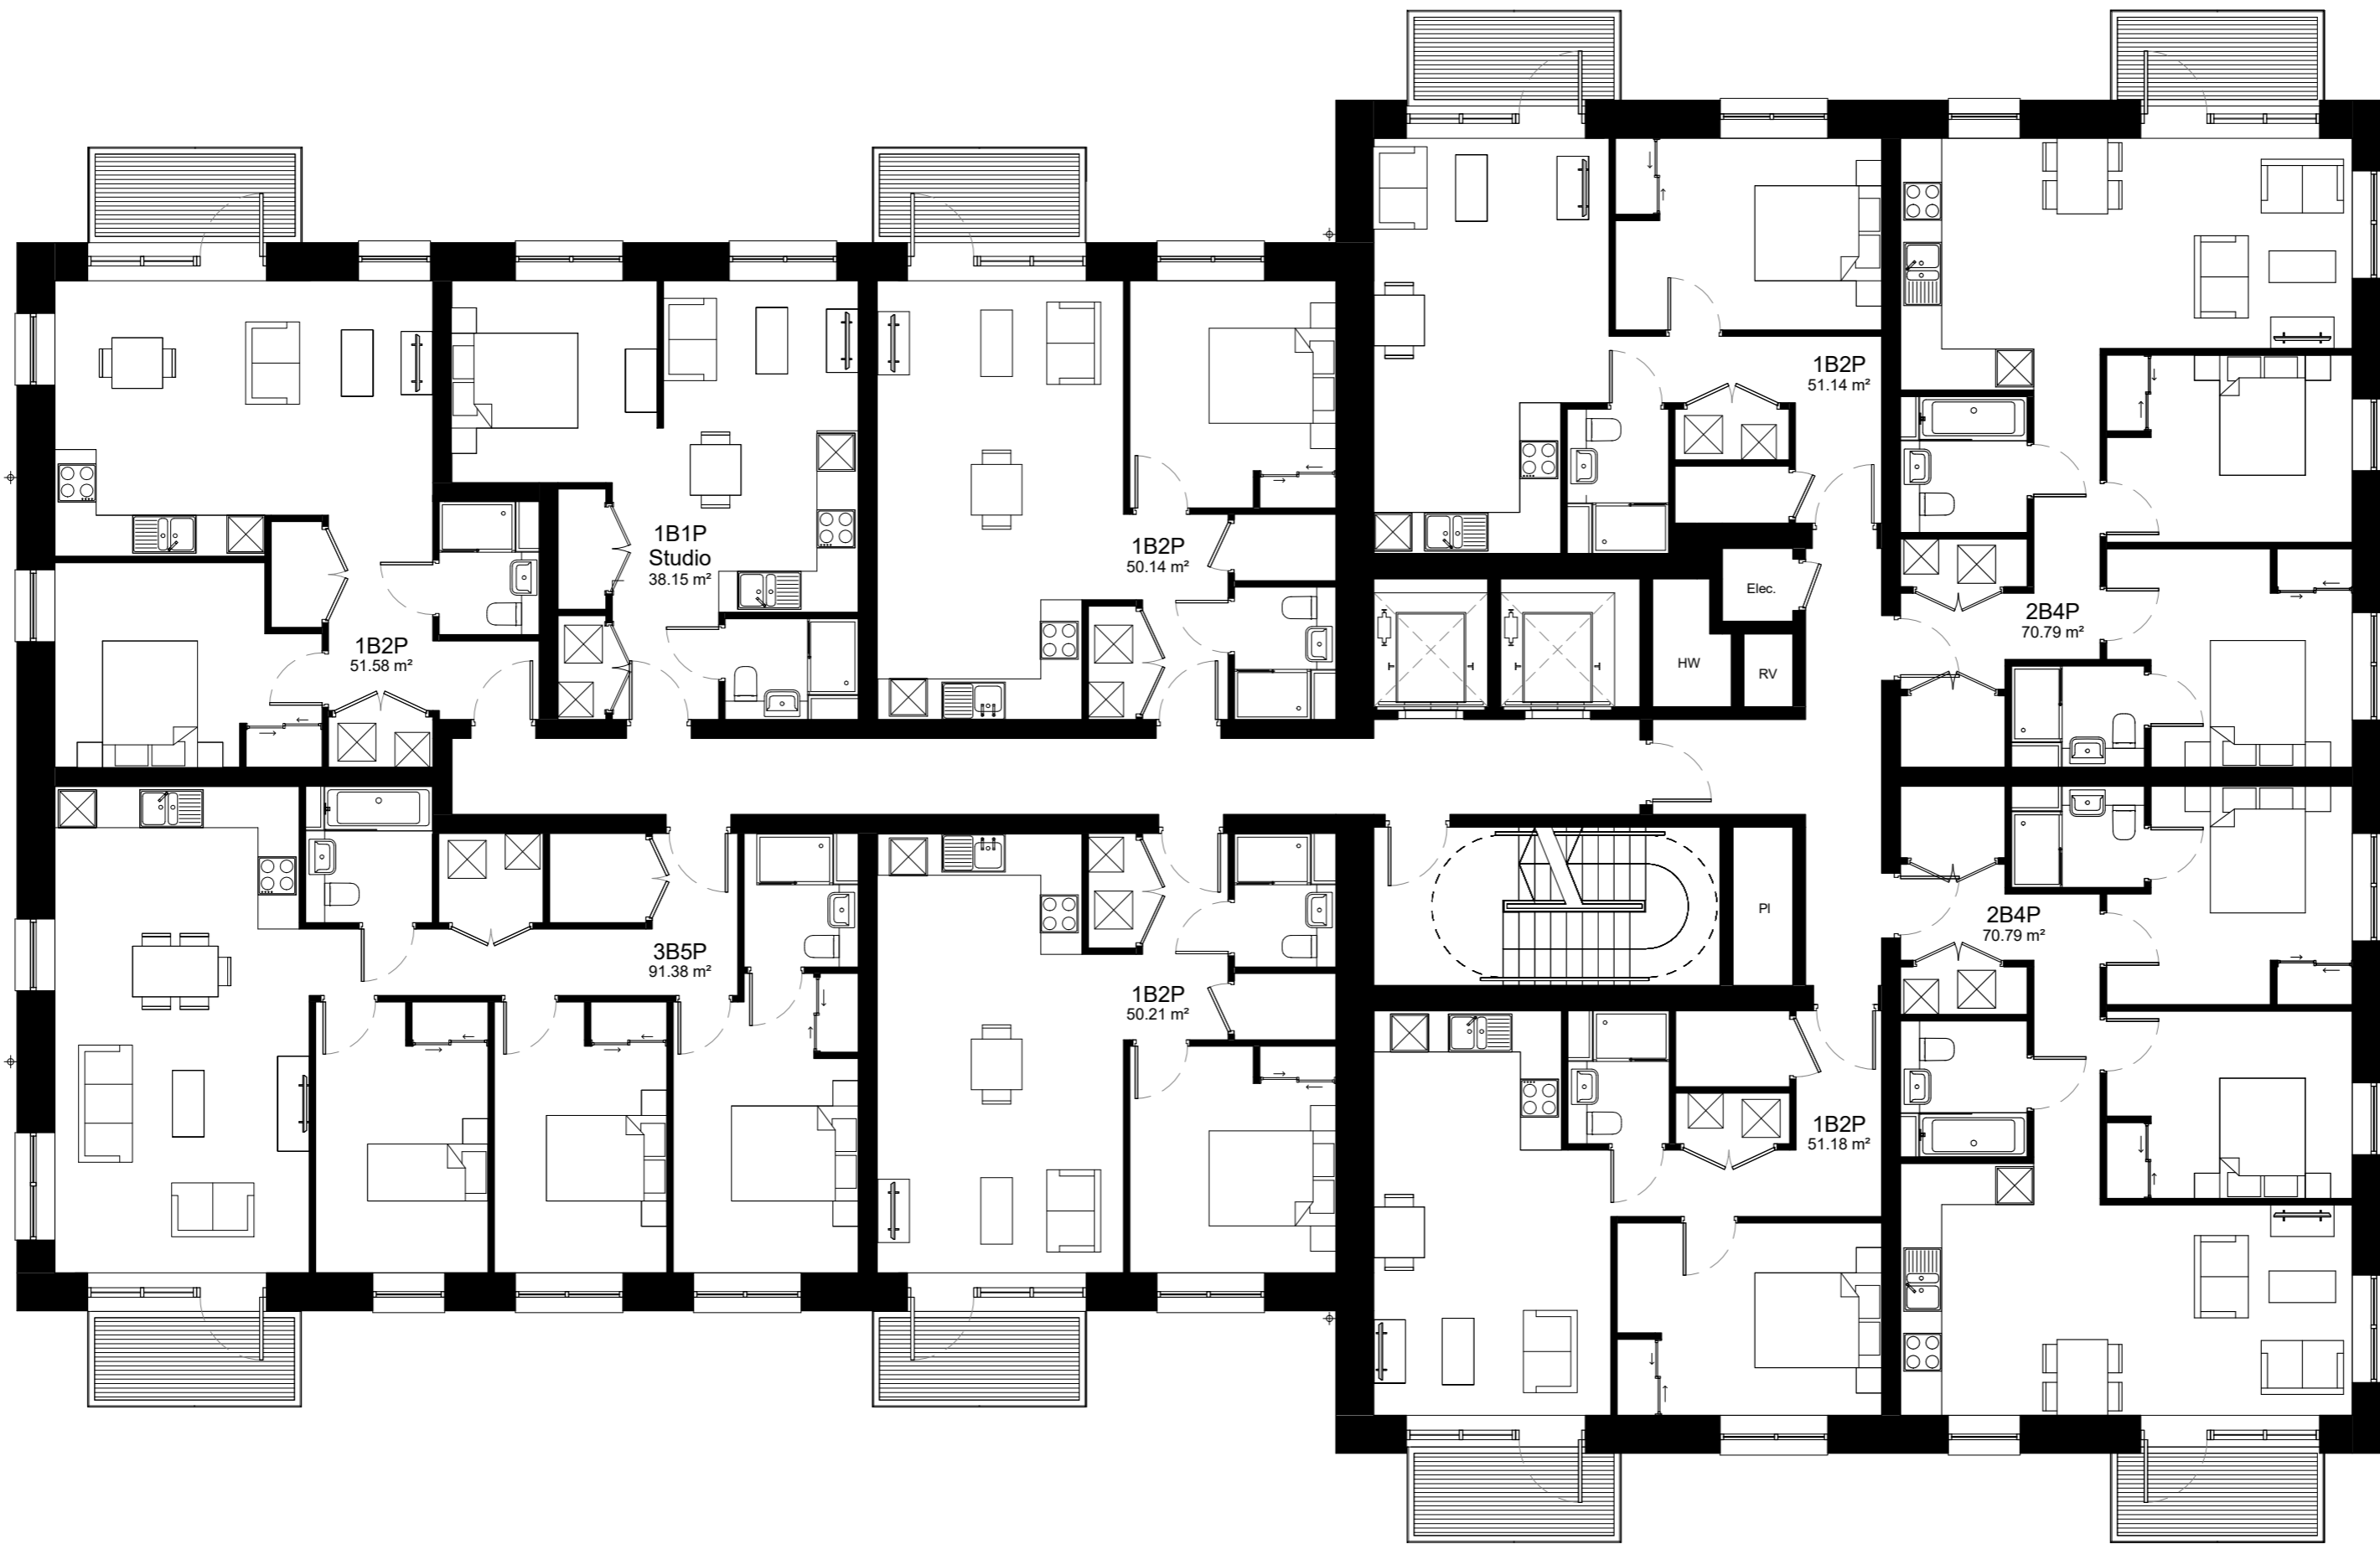 1B2P
51.14 m²
1B1P
Studio
38.15 m²
1B2P
50.14 m²
Elec.
2B4P
70.79 m²
1B2P
51.58 m²
HW
RV
PI
2B4P
70.79 m²
3B5P
91.38 m²
1B2P
50.21 m²
1B2P
51.18 m²